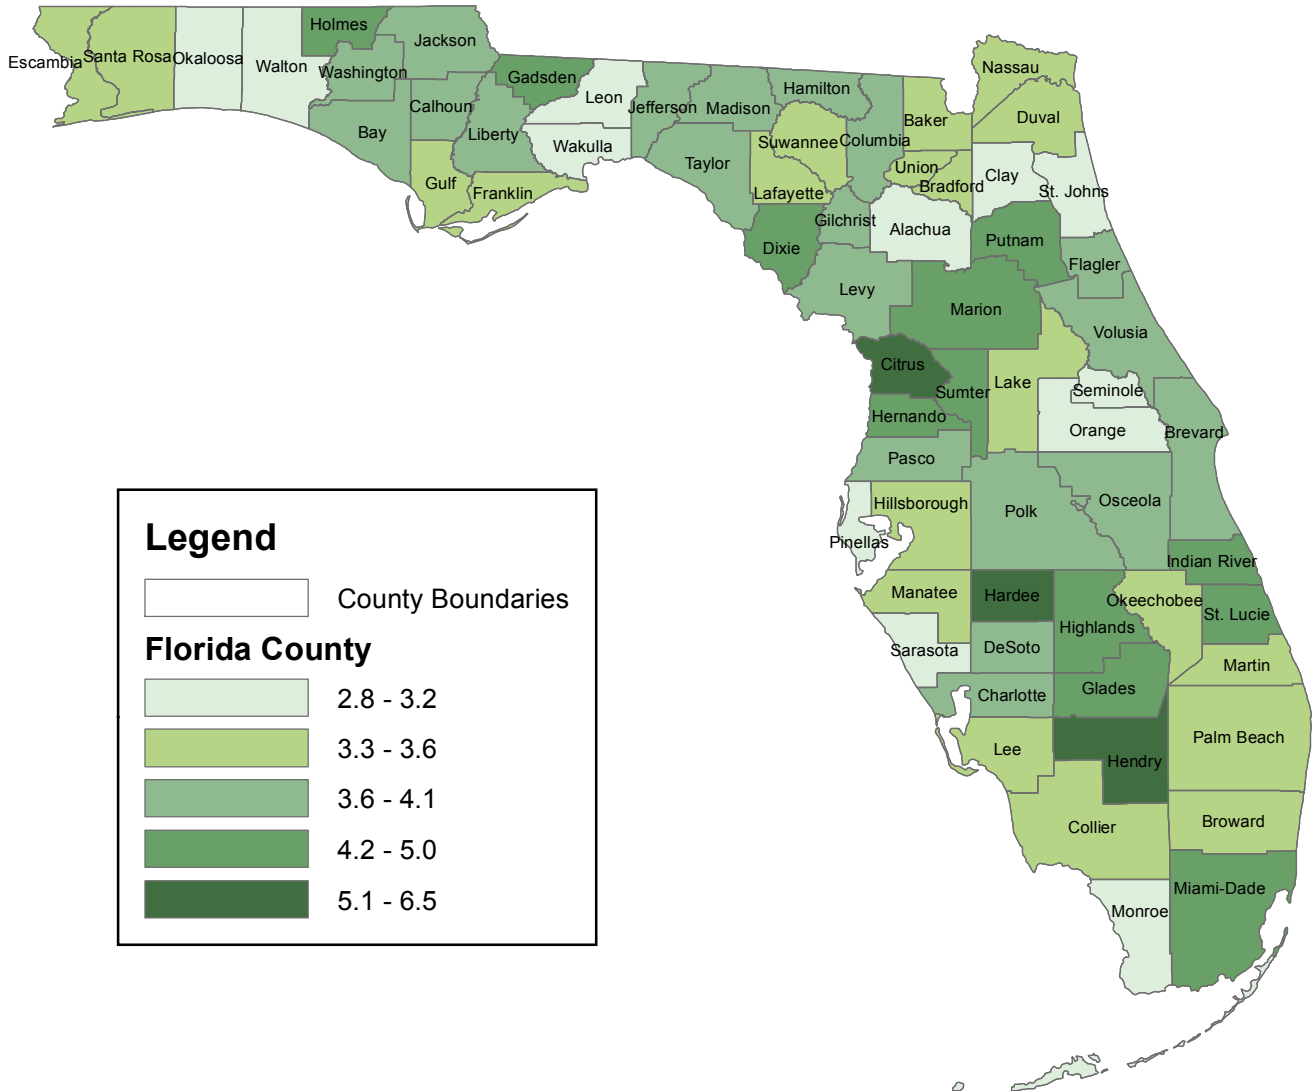 Holmes
Jackson
Escambia
Santa Rosa
Okaloosa
Walton
Washington
Gadsden
Leon
Calhoun
Jefferson
Madison
Hamilton
Nassau
Bay
Liberty
Wakulla
Taylor
Suwannee
Columbia
Baker
Duval
Gulf
Franklin
Lafayette
Union
Bradford
Clay
St. Johns
Dixie
Gilchrist
Alachua
Putnam
Flagler
Levy
Marion
Volusia
Citrus
Sumter
Lake
Seminole
Hernando
Orange
Brevard
Pasco
Hillsborough
Polk
Osceola
Pinellas
Indian River
Manatee
Hardee
Okeechobee
St. Lucie
Highlands
Sarasota
DeSoto
Martin
Charlotte
Glades
Lee
Hendry
Palm Beach
Collier
Broward
Monroe
Miami-Dade
Legend
County Boundaries
Florida County
2.8 - 3.2
3.3 - 3.6
3.6 - 4.1
4.2 - 5.0
5.1 - 6.5